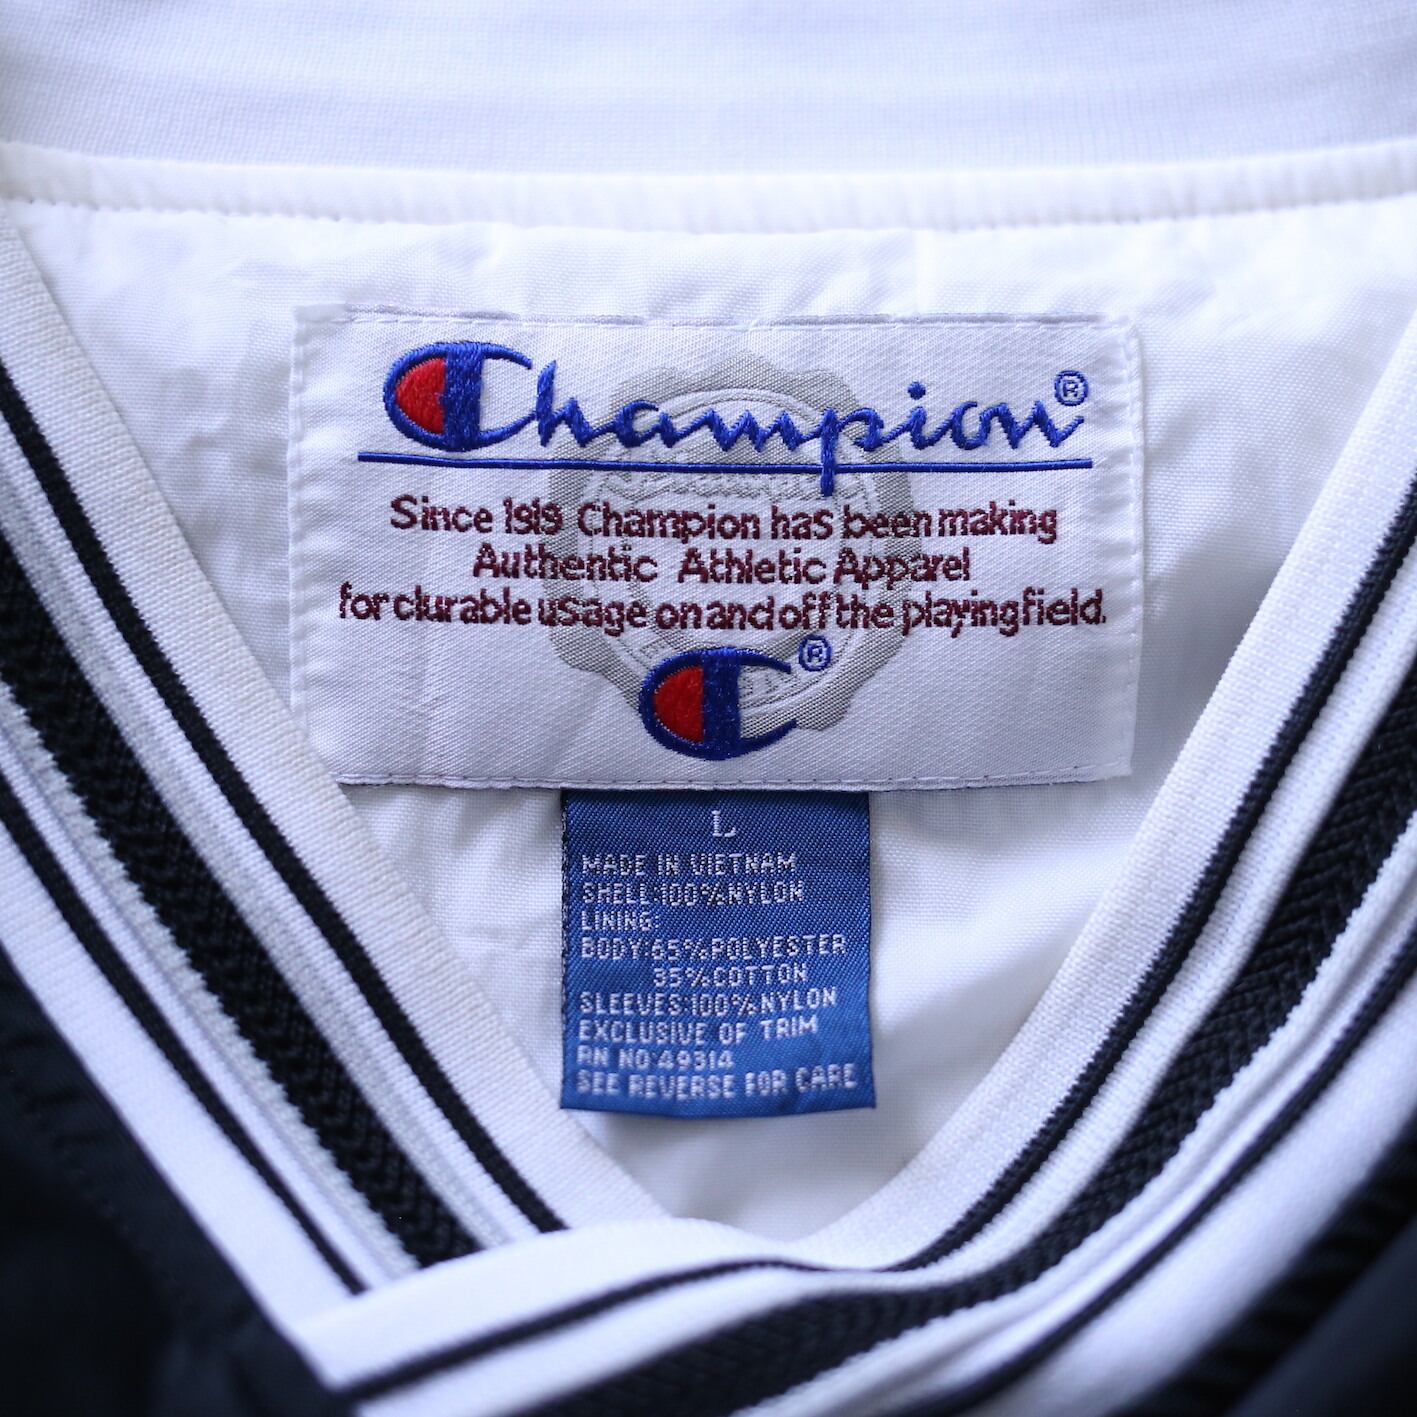 Champion®
Since 1919 Champion has been making
Authentic Athletic Apparel
for durable usage on and off the playing field.
®
L
MADE IN VIETNAM
SHELL:100%NYLON
LINING:
BODY:65%POLYESTER
35%COTTON
SLEEVES:100%NYLON
EXCLUSIVE OF TRIM
RN NO:49314
SEE REVERSE FOR CARE